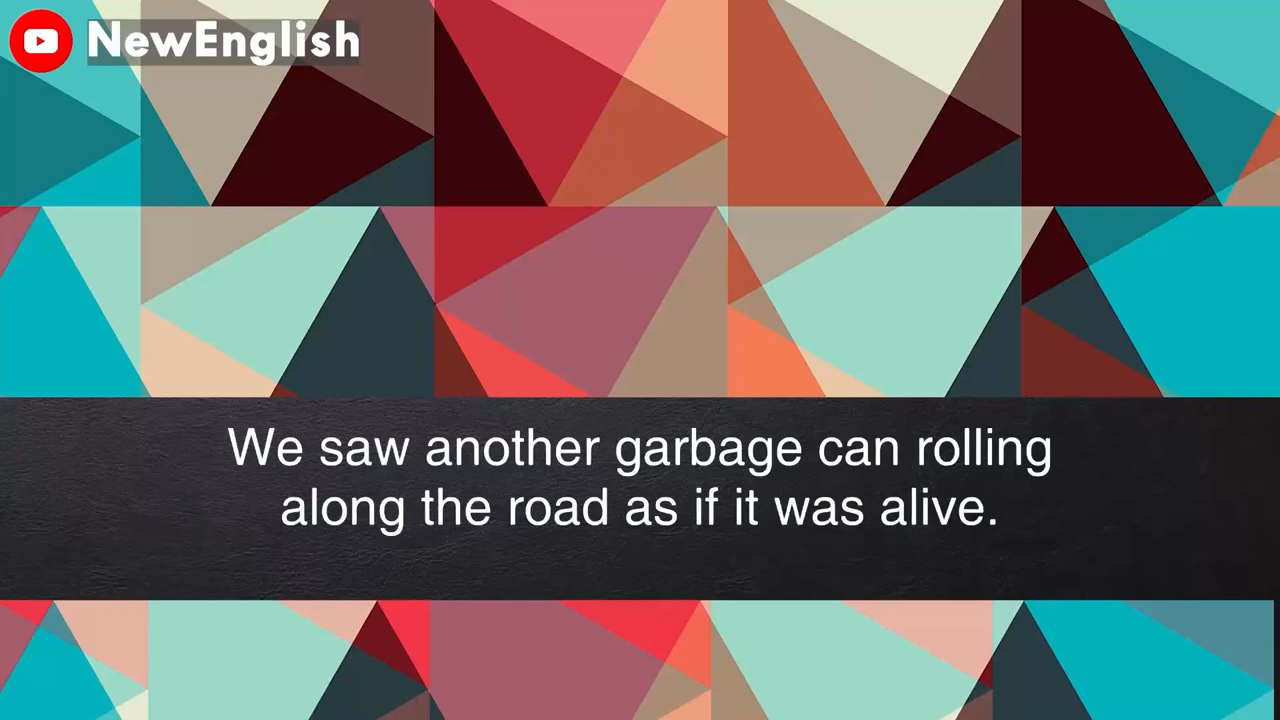 NewEnglish
We saw another garbage can rolling
along the road as if it was alive.